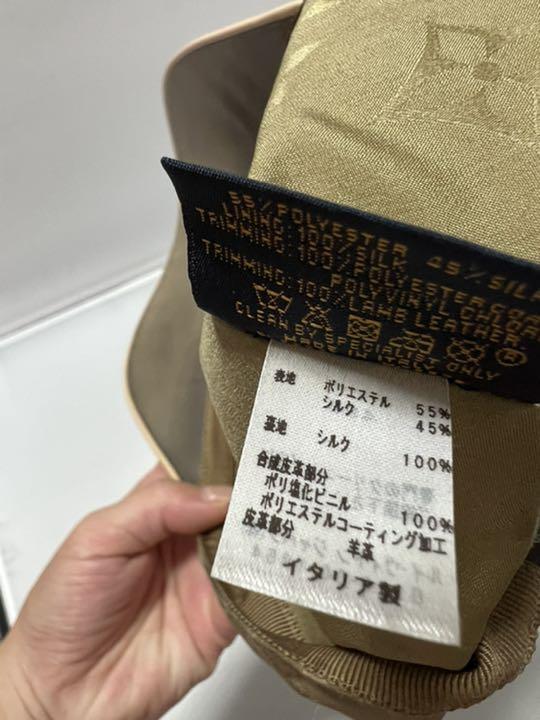 55% POLYESTER 45% SILK
LINING: 100% SILK
TRIMMING: 100% POLYESTER
POLYVINYL
TRIMMING: 100% LAMB LEATHER
CLEAN BY SPECIALIST ONLY
MADE IN
表地 ポリエステル 55%
シルク 45%
裏地 シルク 100%
合成皮革部分
ポリ塩化ビニル 100%
ポリエステルコーティング加工
皮革部分 羊革
イタリア製